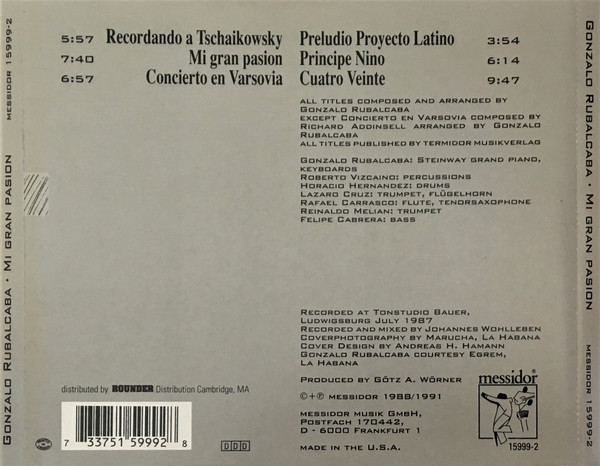 GONZALO RUBALCABA · MI GRAN PASION
MESSIDOR 15999-2
5:57 Recordando a Tschaikowsky
7:40 Mi gran pasion
6:57 Concierto en Varsovia
Preludio Proyecto Latino 3:54
Principe Nino 6:14
Cuatro Veinte 9:47
ALL TITLES COMPOSED AND ARRANGED BY
GONZALO RUBALCABA
EXCEPT CONCIERTO EN VARSOVIA COMPOSED BY
RICHARD ADDINSELL ARRANGED BY GONZALO
RUBALCABA
ALL TITLES PUBLISHED BY TERMIDOR MUSIKVERLAG
GONZALO RUBALCABA: STEINWAY GRAND PIANO,
KEYBOARDS
ROBERTO VIZCAINO: PERCUSSIONS
HORACIO HERNANDEZ: DRUMS
LAZARO CRUZ: TRUMPET, FLÜGELHORN
RAFAEL CARRASCO: FLUTE, TENORSAXOPHONE
REINALDO MELIAN: TRUMPET
FELIPE CABRERA: BASS
RECORDED AT TONSTUDIO BAUER,
LUDWIGSBURG JULY 1987
RECORDED AND MIXED BY JOHANNES WOHLLEBEN
COVERPHOTOGRAPHY BY MARUCHA, LA HABANA
COVER DESIGN BY ANDREAS H. HAMANN
GONZALO RUBALCABA COURTESY EGREM,
LA HABANA
PRODUCED BY GÖTZ A. WÖRNER
©+℗ MESSIDOR 1988/1991
MESSIDOR MUSIK GMBH,
POSTFACH 170442,
D - 6000 FRANKFURT 1
MADE IN THE U.S.A.
messidor
15999-2
distributed by ROUNDER Distribution Cambridge, MA
7 33751 59992 8
DDD
GONZALO RUBALCABA · MI GRAN PASION
MESSIDOR 15999-2